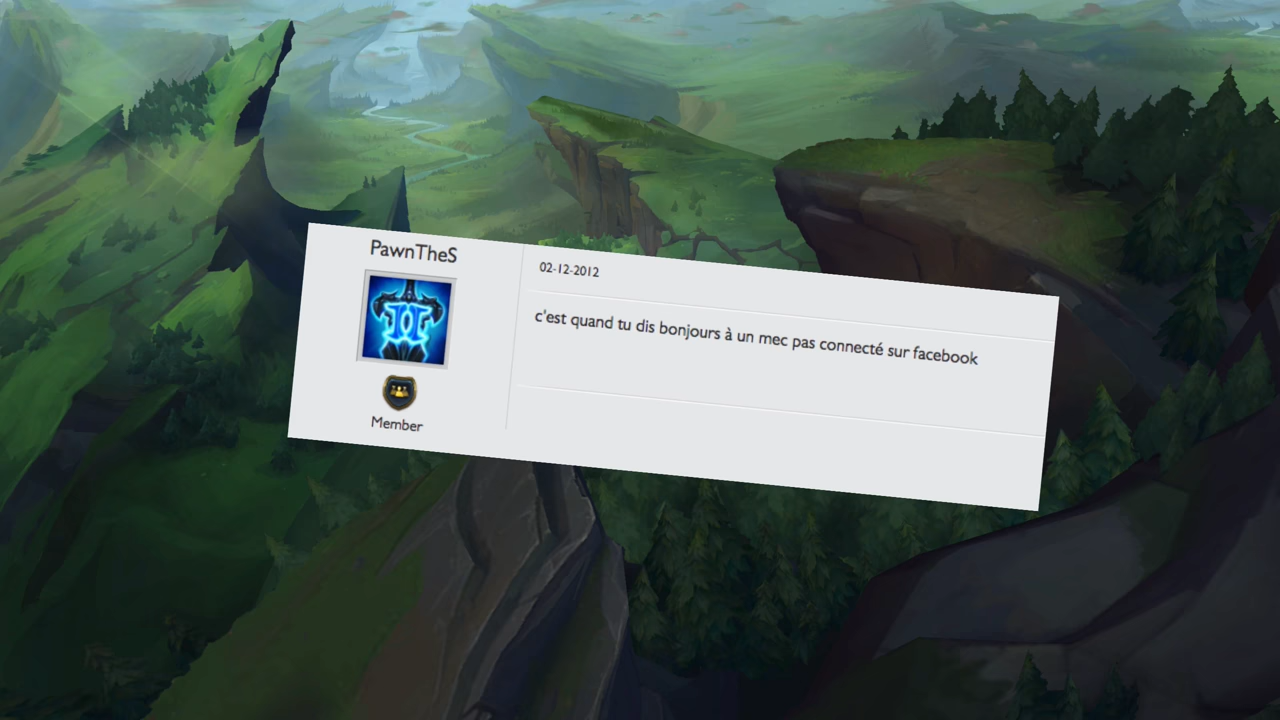 PawnTheS
02-12-2012
c'est quand tu dis bonjours à un mec pas connecté sur facebook
Member